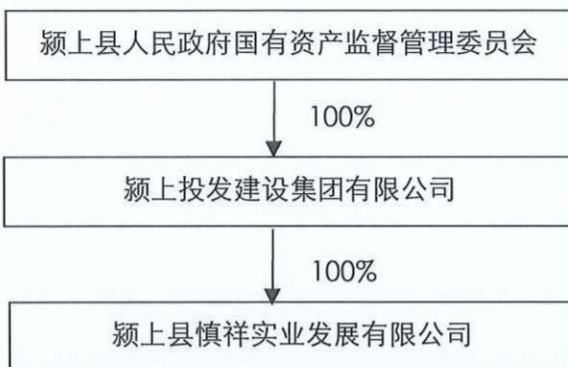 颍上县人民政府国有资产监督管理委员会
100%
颍上投发建设集团有限公司
100%
颍上县慎祥实业发展有限公司